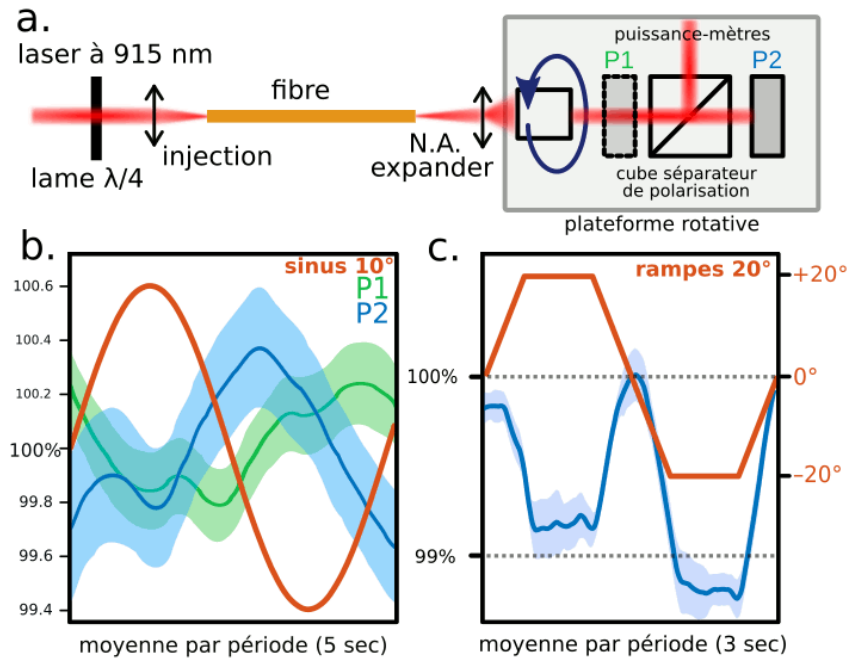 a.
laser à 915 nm
lame λ/4
injection
fibre
N.A.
expander
puissance-mètres
P1
P2
cube séparateur
de polarisation
plateforme rotative
b.
sinus 10°
P1
P2
100.6
100.4
100.2
100%
99.8
99.6
99.4
moyenne par période (5 sec)
c.
rampes 20°
+20°
0°
−20°
100%
99%
moyenne par période (3 sec)